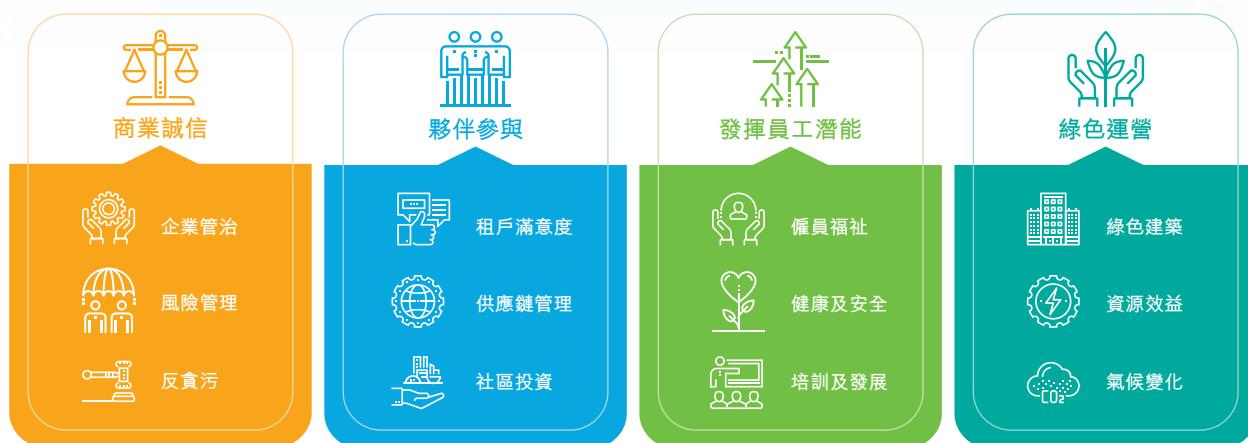 商業誠信
企業管治
風險管理
反貪污
夥伴參與
租戶滿意度
供應鏈管理
社區投資
發揮員工潛能
僱員福祉
健康及安全
培訓及發展
綠色運營
綠色建築
資源效益
氣候變化
CO2